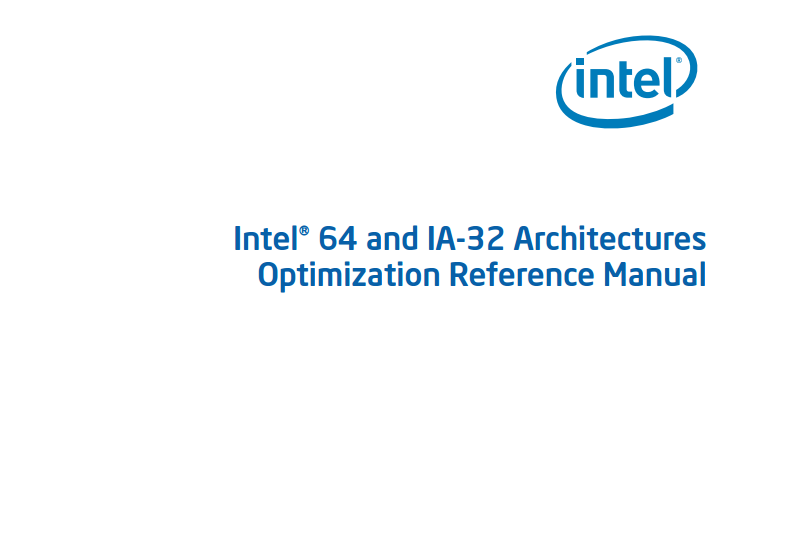 intel®
Intel® 64 and IA-32 Architectures
Optimization Reference Manual